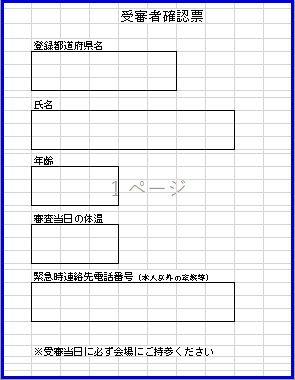 受審者確認票
登録都道府県名
氏名
年齢
1 ページ
審査当日の体温
緊急時連絡先電話番号（本人以外の家族等）
※受審当日に必ず会場にご持参ください